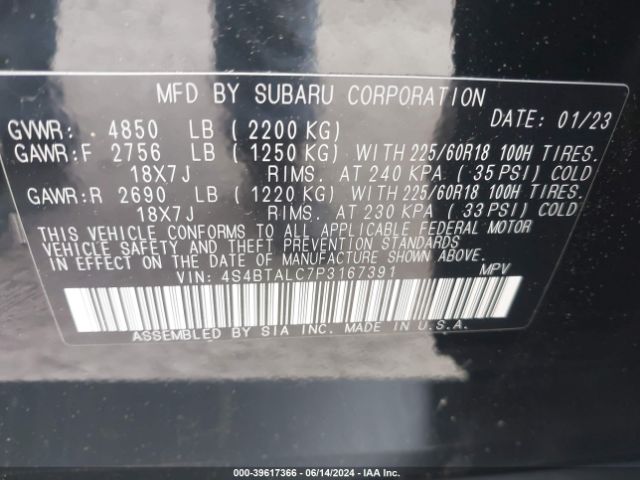 MFD BY SUBARU CORPORATION
DATE: 01/23
GVWR: 4850 LB ( 2200 KG)
GAWR:F 2756 LB ( 1250 KG) WITH 225/60R18 100H TIRES.
18X7J RIMS. AT 240 KPA ( 35 PSI) COLD
GAWR:R 2690 LB ( 1220 KG) WITH 225/60R18 100H TIRES.
18X7J RIMS. AT 230 KPA ( 33 PSI) COLD
THIS VEHICLE CONFORMS TO ALL APPLICABLE FEDERAL MOTOR
VEHICLE SAFETY AND THEFT PREVENTION STANDARDS
IN EFFECT ON THE DATE OF MANUFACTURE SHOWN ABOVE.
VIN: 4S4BTALC7P3167391 MPV
ASSEMBLED BY SIA INC. MADE IN U.S.A.
000-39617366 - 06/14/2024 - IAA Inc.